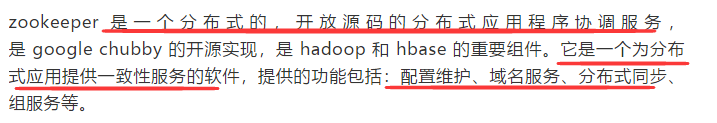 zookeeper 是一个分布式的，开放源码的分布式应用程序协调服务，
是 google chubby 的开源实现，是 hadoop 和 hbase 的重要组件。它是一个为分布
式应用提供一致性服务的软件，提供的功能包括：配置维护、域名服务、分布式同步、
组服务等。